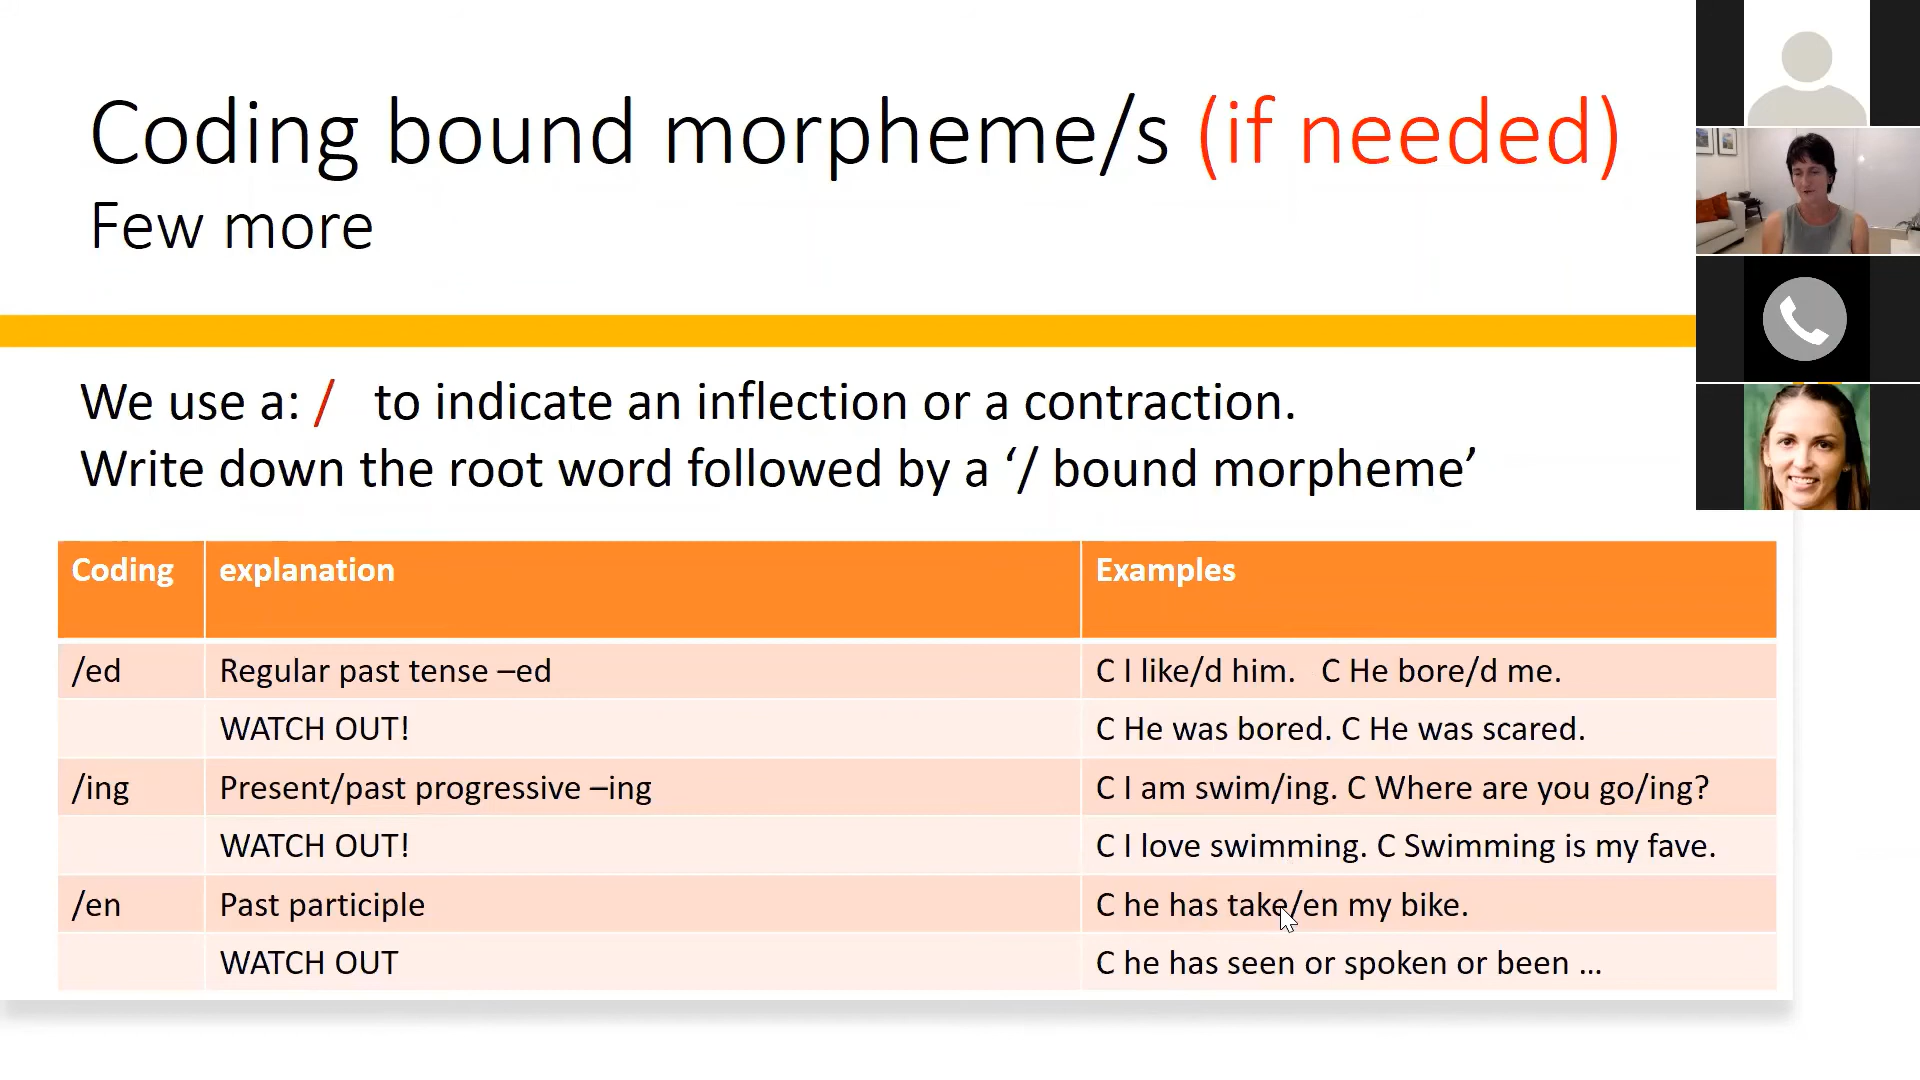 Coding bound morpheme/s (if needed)
Few more
We use a: / to indicate an inflection or a contraction.
Write down the root word followed by a ‘/ bound morpheme’
Coding explanation Examples
/ed Regular past tense –ed C I like/d him. C He bore/d me.
WATCH OUT! C He was bored. C He was scared.
/ing Present/past progressive –ing C I am swim/ing. C Where are you go/ing?
WATCH OUT! C I love swimming. C Swimming is my fave.
/en Past participle C he has take/en my bike.
WATCH OUT C he has seen or spoken or been ...